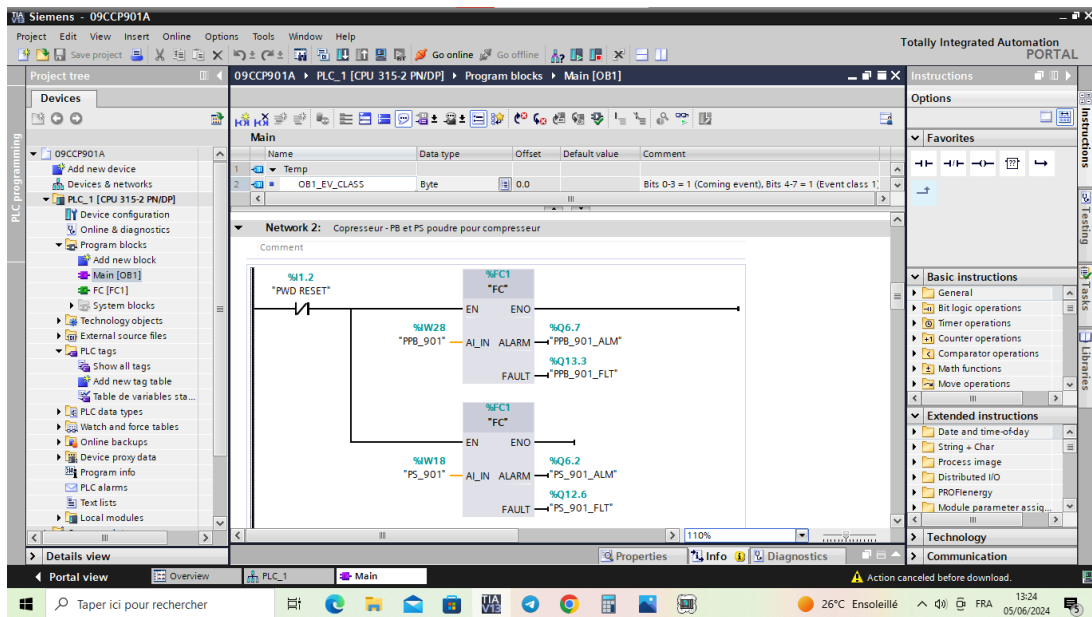 Siemens - 09CCP901A
Project Edit View Insert Online Options Tools Window Help
Save project Go online Go offline
Totally Integrated Automation
PORTAL
Project tree
09CCP901A PLC_1 [CPU 315-2 PN/DP] Program blocks Main [OB1]
Instructions
Devices
Options
Main
Name Data type Offset Default value Comment
1 Temp
2 OB1_EV_CLASS Byte 0.0 Bits 0-3 = 1 (Coming event), Bits 4-7 = 1 (Event class 1)
PLC programming
09CCP901A
Add new device
Devices & networks
PLC_1 [CPU 315-2 PN/DP]
Device configuration
Online & diagnostics
Program blocks
Add new block
Main [OB1]
FC [FC1]
System blocks
Technology objects
External source files
PLC tags
Show all tags
Add new tag table
Table de variables sta...
PLC data types
Watch and force tables
Online backups
Device proxy data
Program info
PLC alarms
Text lists
Local modules
Details view
Network 2: Copresseur - PB et PS poudre pour compresseur
Comment
%I1.2
"PWD RESET"
%FC1
"FC"
EN ENO
%IW28
"PPB_901" AI_IN ALARM
%Q6.7
"PPB_901_ALM"
%Q13.3
FAULT "PPB_901_FLT"
%FC1
"FC"
EN ENO
%IW18
"PS_901" AI_IN ALARM
%Q6.2
"PS_901_ALM"
%Q12.6
FAULT "PS_901_FLT"
110%
Properties Info Diagnostics
Favorites
Basic instructions
General
Bit logic operations
Timer operations
Counter operations
Comparator operations
Math functions
Move operations
Extended instructions
Date and time-of-day
String + Char
Process image
Distributed I/O
PROFIenergy
Module parameter assig...
Technology
Communication
Instructions
Testing
Tasks
Libraries
Portal view Overview PLC_1 Main
Action canceled before download.
Taper ici pour rechercher
TIA
V13
26°C Ensoleillé
FRA
13:24
05/06/2024
5